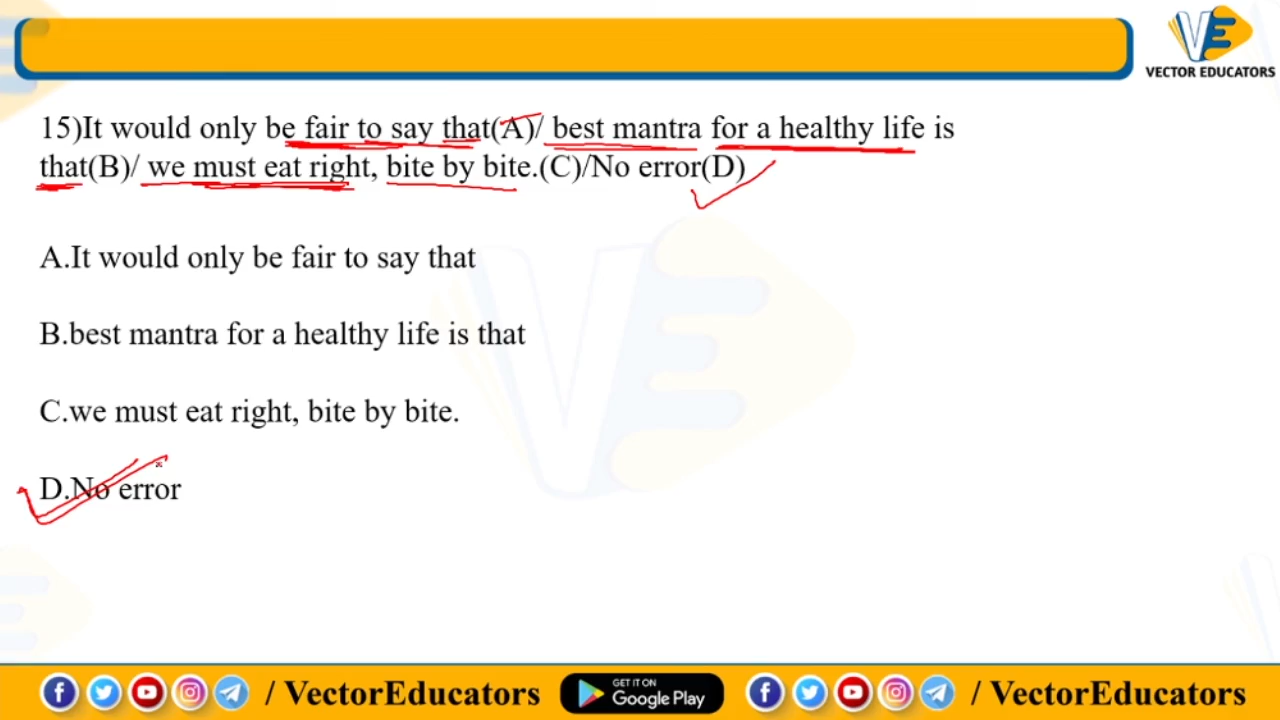 VE
VECTOR EDUCATORS
15)It would only be fair to say that(A)/ best mantra for a healthy life is
that(B)/ we must eat right, bite by bite.(C)/No error(D)
A.It would only be fair to say that
B.best mantra for a healthy life is that
C.we must eat right, bite by bite.
D.No error
/ VectorEducators
GET IT ON
Google Play
/ VectorEducators